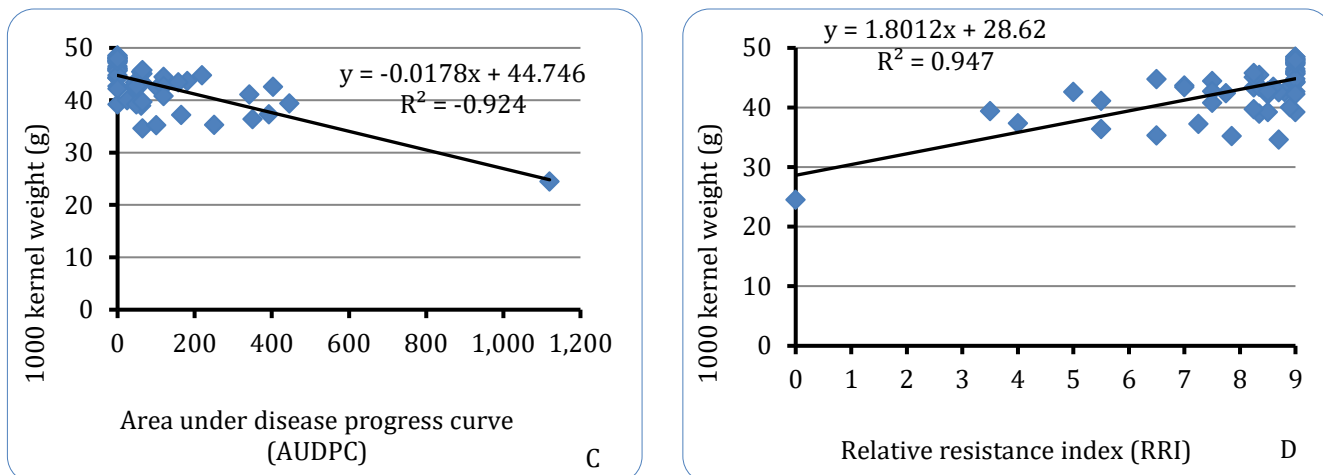 50
40
30
20
10
0
1000 kernel weight (g)
y = -0.0178x + 44.746
R² = -0.924
0 200 400 600 800 1,000 1,200
Area under disease progress curve
(AUDPC)
C
y = 1.8012x + 28.62
R² = 0.947
50
40
30
20
10
0
1000 kernel weight (g)
0 1 2 3 4 5 6 7 8 9
Relative resistance index (RRI)
D